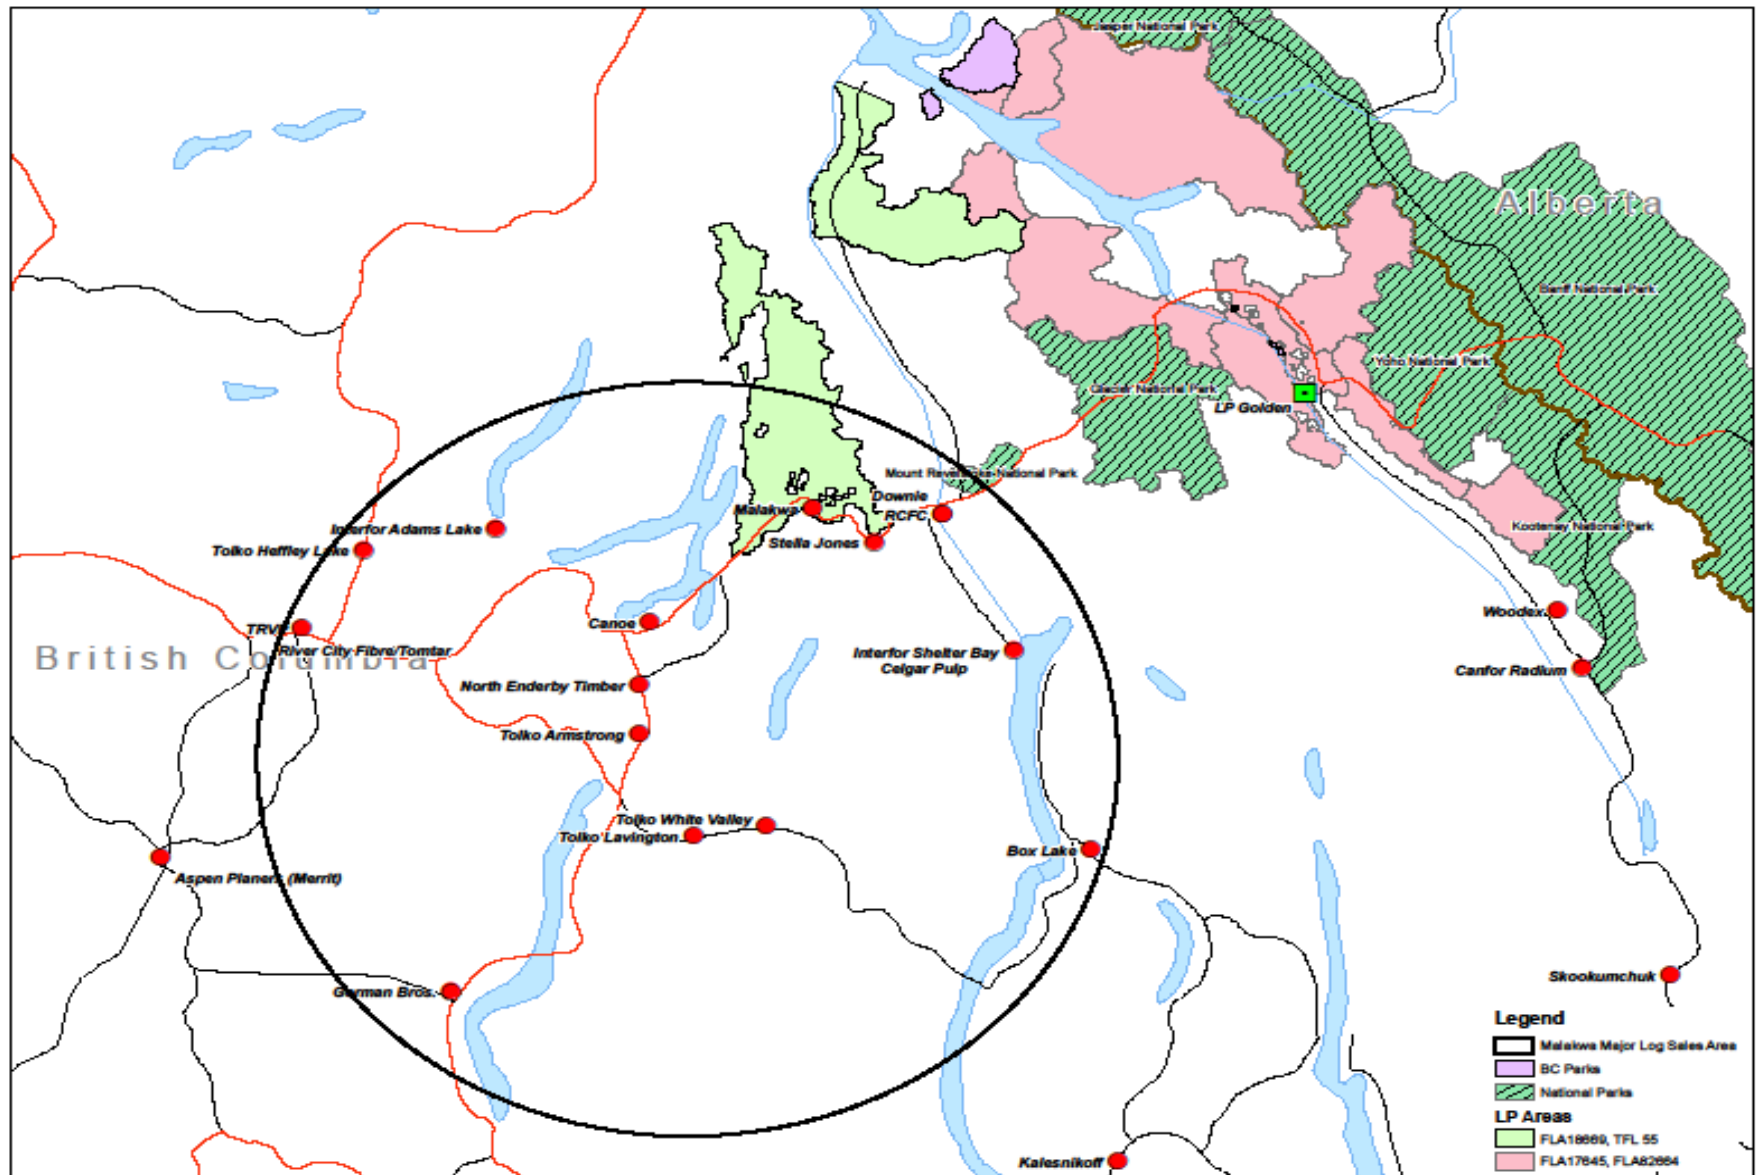 Jasper National Park
Alberta
Banff National Park
Yoho National Park
Glacier National Park
LP Golden
Mount Revelstoke National Park
Downie
RCFC
Malakwa
Interfor Adams Lake
Kootenay National Park
Stella Jones
Tolko Heffley Lake
Woodex
Canoe
TRVP
River City Fibre/Tomtar
British Columbia
Interfor Shelter Bay
Celgar Pulp
Canfor Radium
North Enderby Timber
Tolko Armstrong
Tolko White Valley
Tolko Lavington
Box Lake
Aspen Planers (Merrit)
Skookumchuk
Gorman Bros.
Legend
Malakwa Major Log Sales Area
BC Parks
National Parks
LP Areas
FLA18669, TFL 55
FLA17645, FLA82664
Kalesnikoff